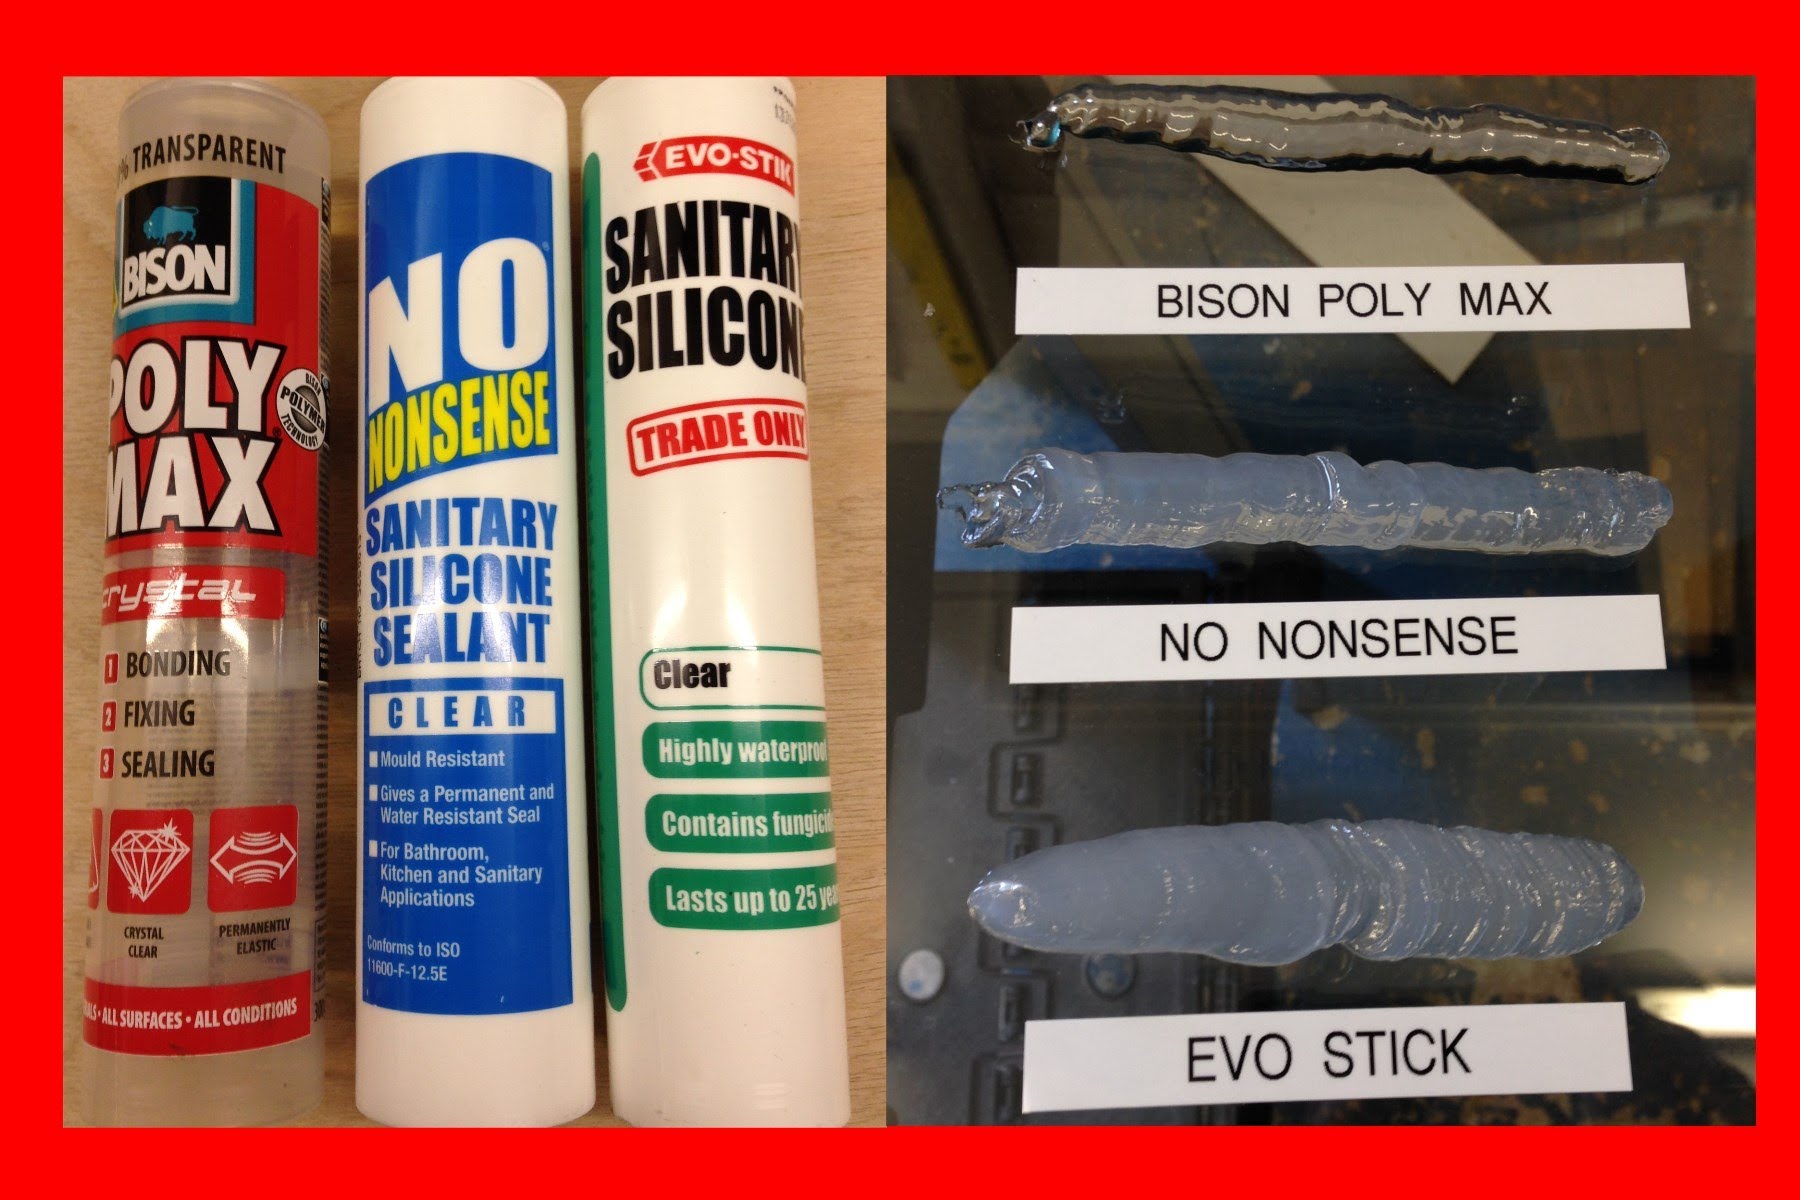 TRANSPARENT
BISON
POLY
MAX
BISON
POLYMER
TECHNOLOGY
crystal
1 BONDING
2 FIXING
3 SEALING
CRYSTAL
CLEAR
PERMANENTLY
ELASTIC
• ALL SURFACES • ALL CONDITIONS
NO
NONSENSE
SANITARY
SILICONE
SEALANT
CLEAR
Mould Resistant
Gives a Permanent and
Water Resistant Seal
For Bathroom,
Kitchen and Sanitary
Applications
Conforms to ISO
11600-F-12.5E
EVO-STIK
SANITARY
SILICONE
TRADE ONLY
Clear
Highly waterproof
Contains fungicid
Lasts up to 25 yea
BISON POLY MAX
NO NONSENSE
EVO STICK